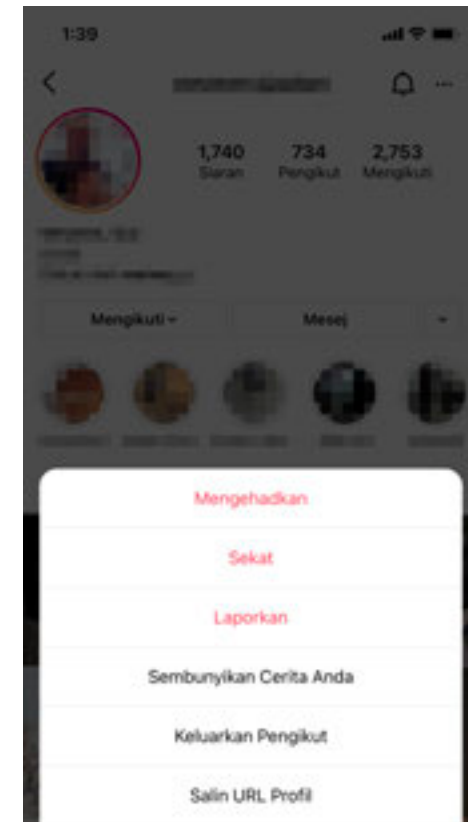 1:39
1,740 734 2,753
Siaran Pengikut Mengikuti
Mengikuti Mesej
Mengehadkan
Sekat
Laporkan
Sembunyikan Cerita Anda
Keluarkan Pengikut
Salin URL Profil